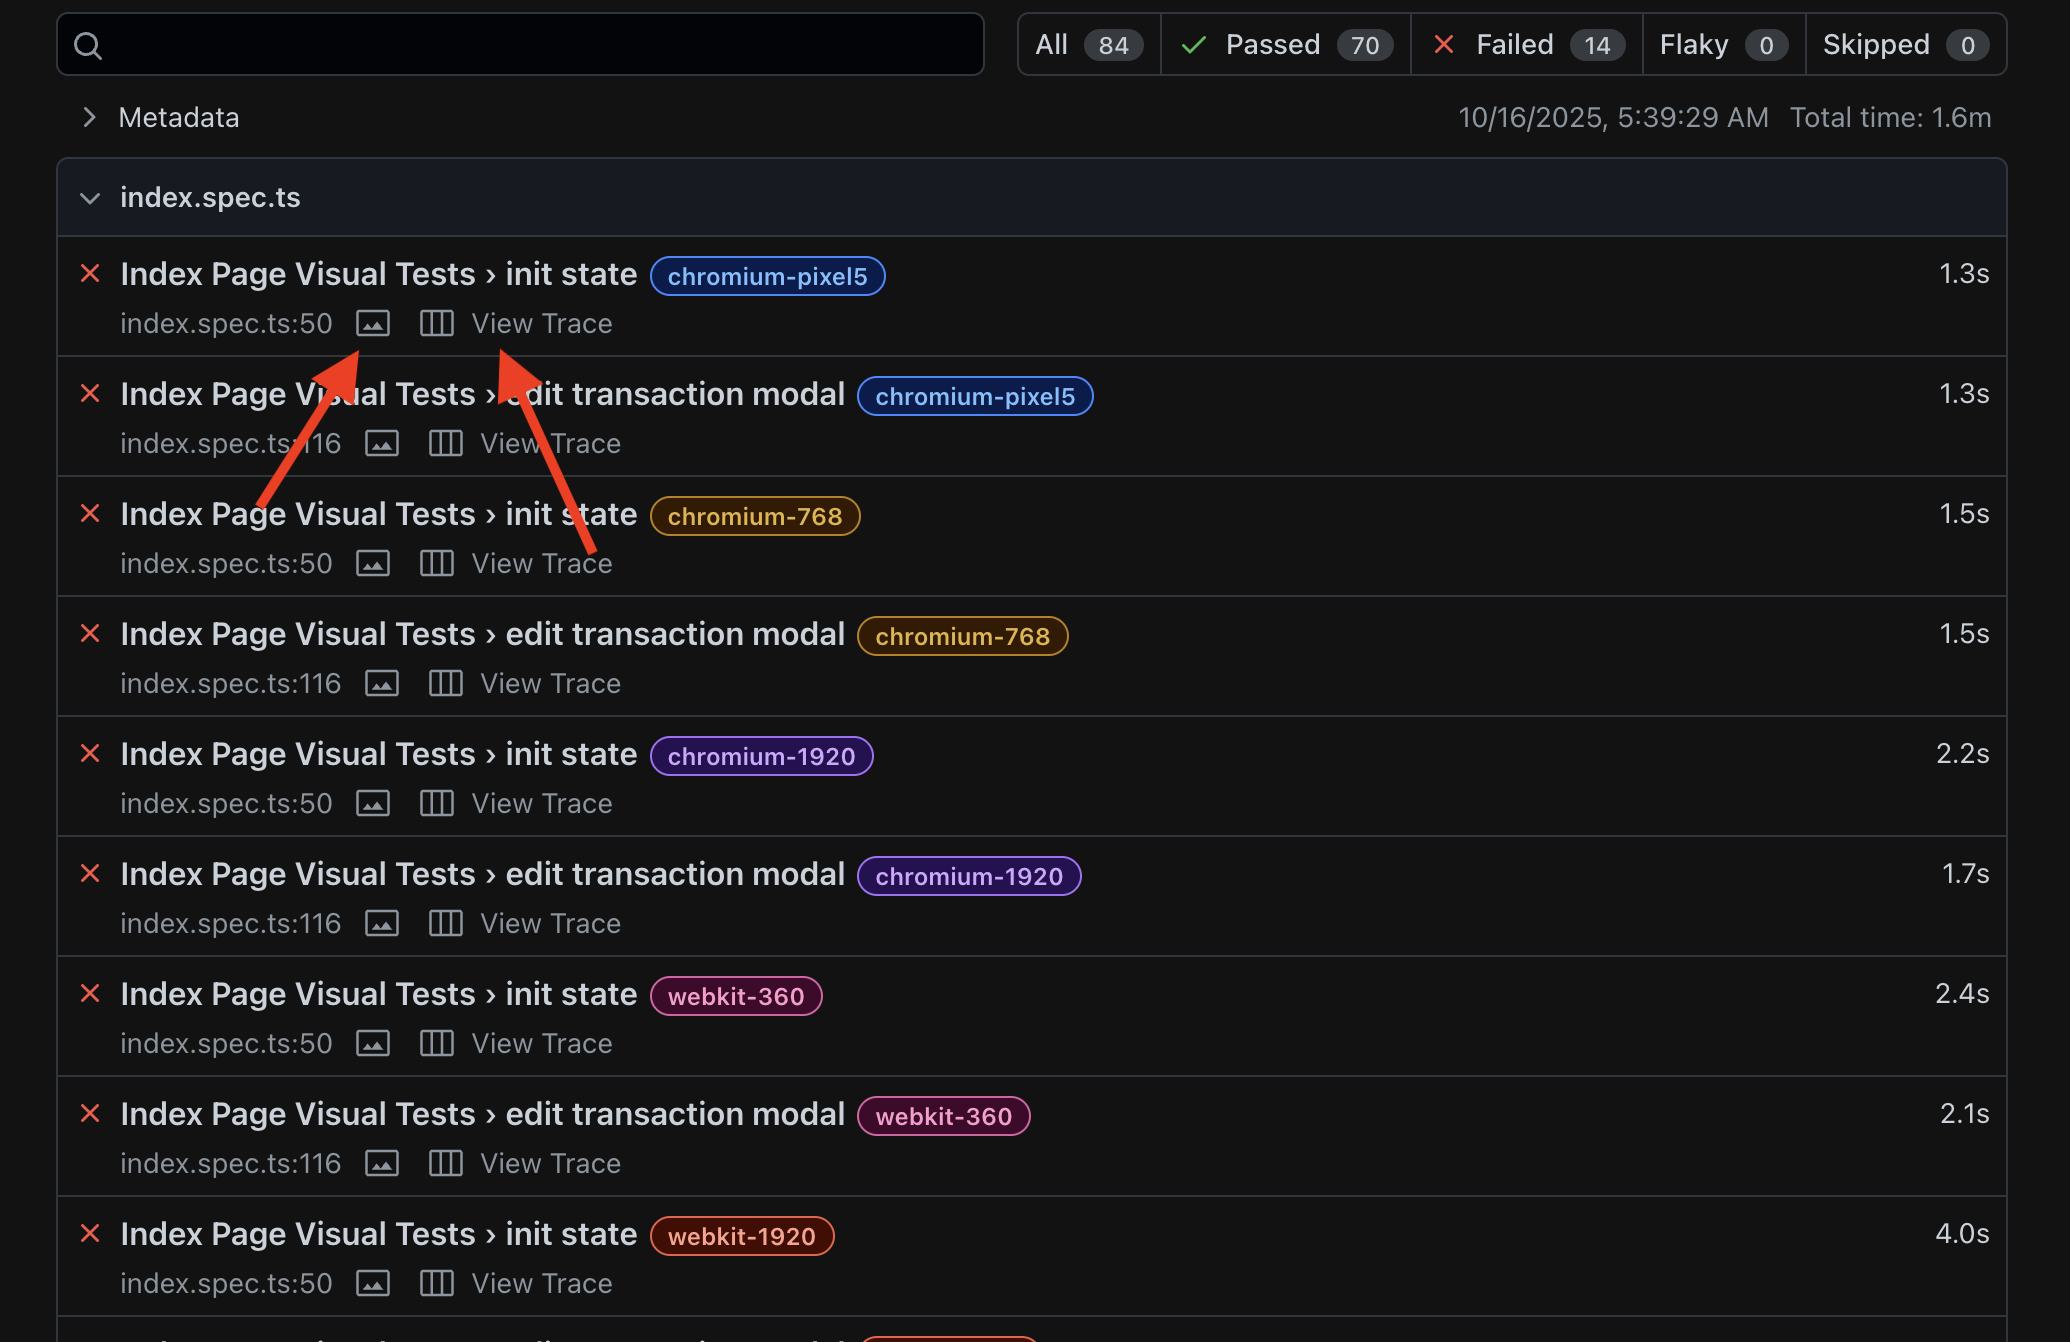 All 84 Passed 70 Failed 14 Flaky 0 Skipped 0
Metadata 10/16/2025, 5:39:29 AM Total time: 1.6m
index.spec.ts
Index Page Visual Tests › init state chromium-pixel5 1.3s
index.spec.ts:50 View Trace
Index Page Visual Tests › edit transaction modal chromium-pixel5 1.3s
index.spec.ts:116 View Trace
Index Page Visual Tests › init state chromium-768 1.5s
index.spec.ts:50 View Trace
Index Page Visual Tests › edit transaction modal chromium-768 1.5s
index.spec.ts:116 View Trace
Index Page Visual Tests › init state chromium-1920 2.2s
index.spec.ts:50 View Trace
Index Page Visual Tests › edit transaction modal chromium-1920 1.7s
index.spec.ts:116 View Trace
Index Page Visual Tests › init state webkit-360 2.4s
index.spec.ts:50 View Trace
Index Page Visual Tests › edit transaction modal webkit-360 2.1s
index.spec.ts:116 View Trace
Index Page Visual Tests › init state webkit-1920 4.0s
index.spec.ts:50 View Trace